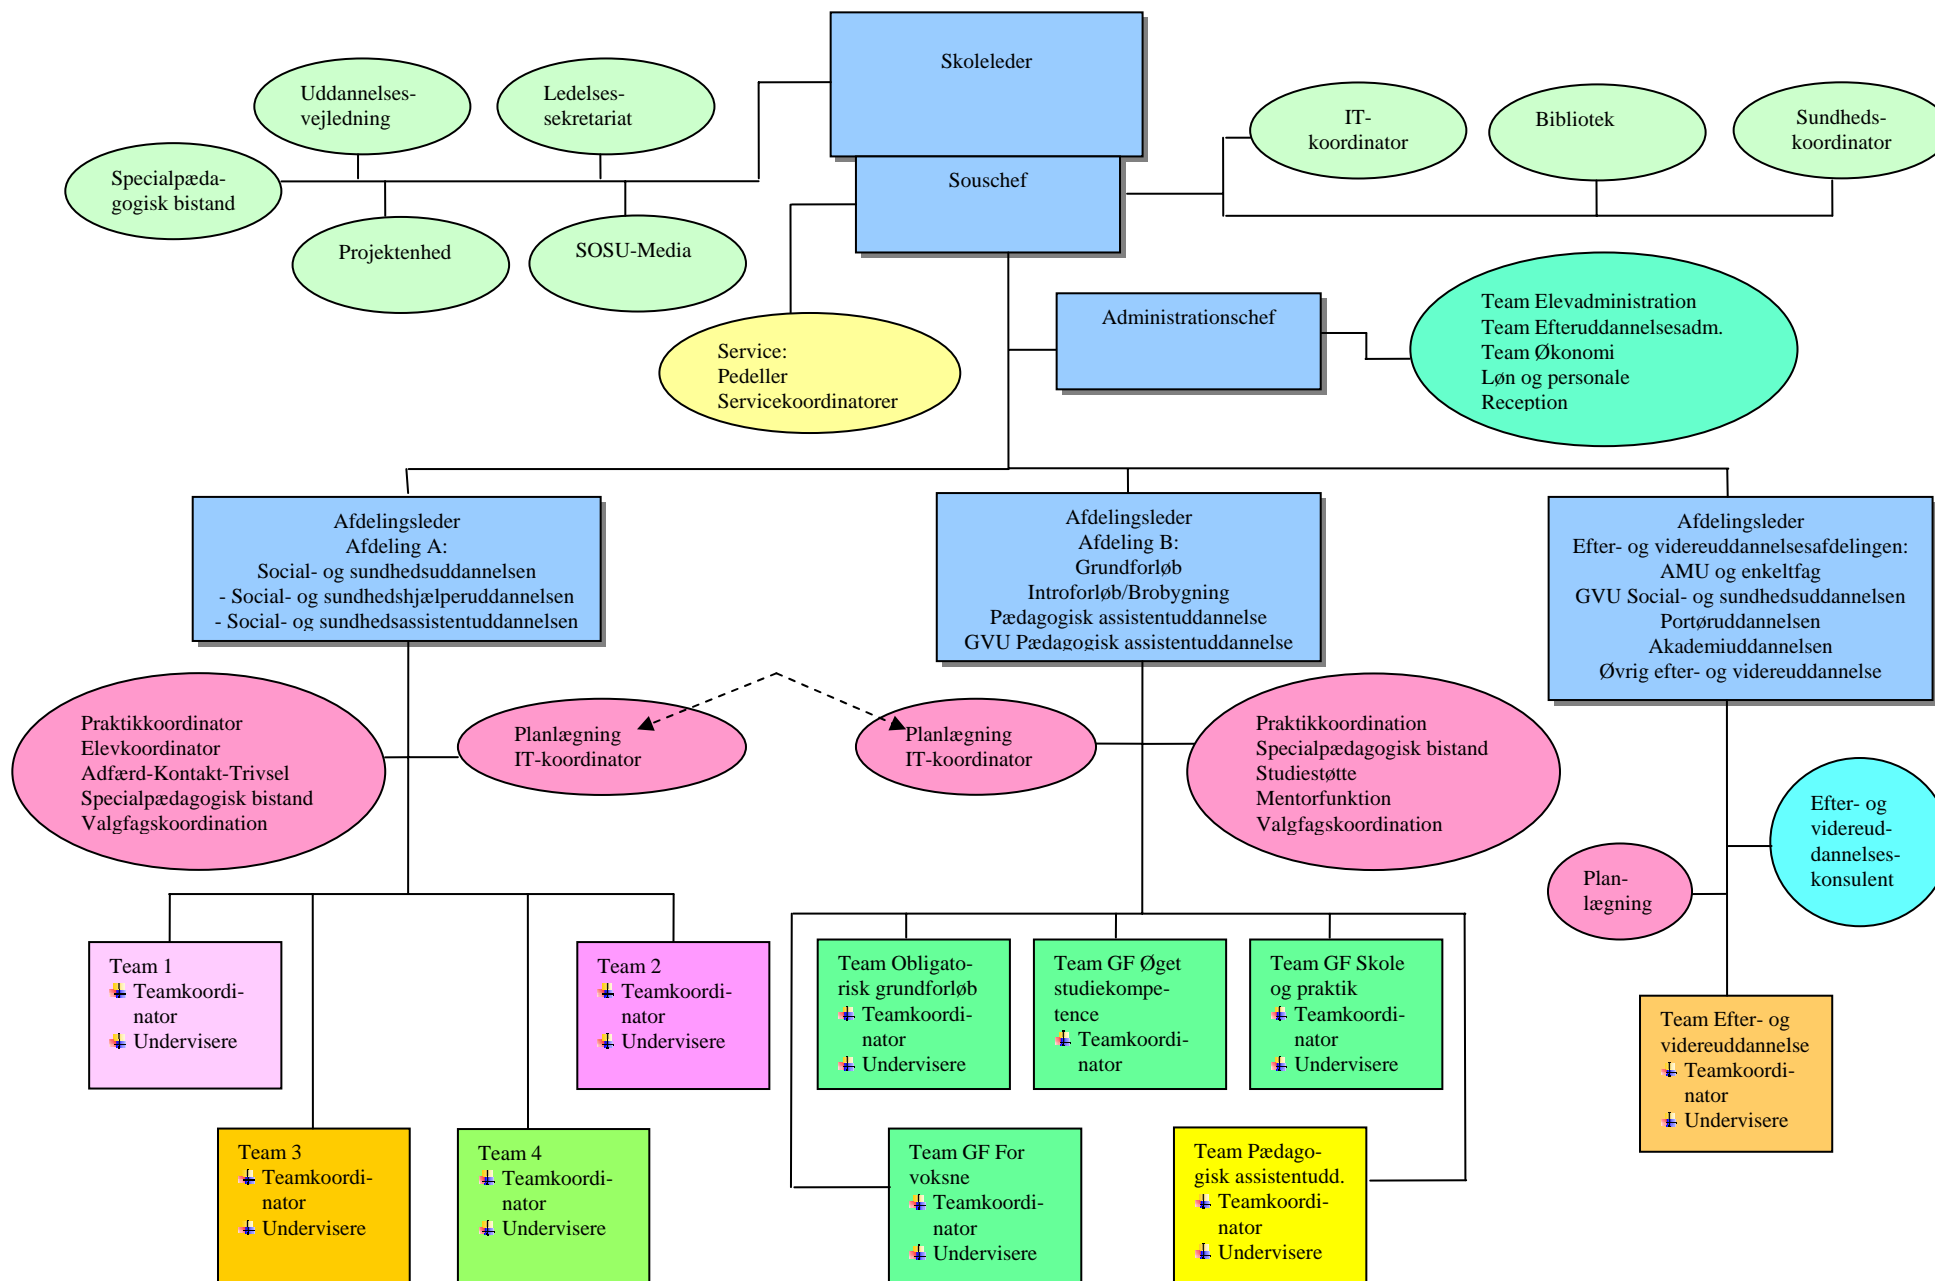 Skoleleder
Uddannelses-
vejledning
Ledelses-
sekretariat
IT-
koordinator
Bibliotek
Sundheds-
koordinator
Specialpæda-
gogisk bistand
Souschef
Projektenhed
SOSU-Media
Administrationschef
Team Elevadministration
Team Efteruddannelsesadm.
Team Økonomi
Løn og personale
Reception
Service:
Pedeller
Servicekoordinatorer
Afdelingsleder
Afdeling A:
Social- og sundhedsuddannelsen
- Social- og sundhedshjælperuddannelsen
- Social- og sundhedsassistentuddannelsen
Afdelingsleder
Afdeling B:
Grundforløb
Introforløb/Brobygning
Pædagogisk assistentuddannelse
GVU Pædagogisk assistentuddannelse
Afdelingsleder
Efter- og videreuddannelsesafdelingen:
AMU og enkeltfag
GVU Social- og sundhedsuddannelsen
Portøruddannelsen
Akademiuddannelsen
Øvrig efter- og videreuddannelse
Praktikkoordinator
Elevkoordinator
Adfærd-Kontakt-Trivsel
Specialpædagogisk bistand
Valgfagskoordination
Planlægning
IT-koordinator
Planlægning
IT-koordinator
Praktikkoordination
Specialpædagogisk bistand
Studiestøtte
Mentorfunktion
Valgfagskoordination
Efter- og
videreud-
dannelses-
konsulent
Plan-
lægning
Team 1
Teamkoordi-
nator
Undervisere
Team 2
Teamkoordi-
nator
Undervisere
Team Obligato-
risk grundforløb
Teamkoordi-
nator
Undervisere
Team GF Øget
studiekompe-
tence
Teamkoordi-
nator
Team GF Skole
og praktik
Teamkoordi-
nator
Undervisere
Team Efter- og
videreuddannelse
Teamkoordi-
nator
Undervisere
Team 3
Teamkoordi-
nator
Undervisere
Team 4
Teamkoordi-
nator
Undervisere
Team GF For
voksne
Teamkoordi-
nator
Undervisere
Team Pædago-
gisk assistentudd.
Teamkoordi-
nator
Undervisere